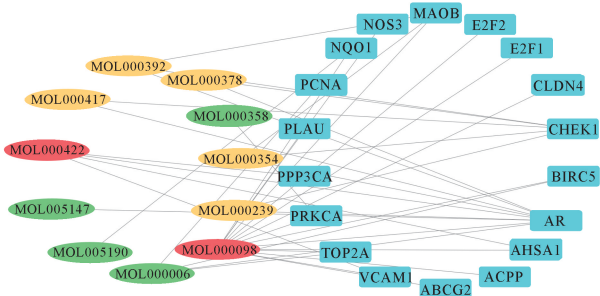 MAOB
NOS3
E2F2
NQO1
E2F1
MOL000392
MOL000378
PCNA
CLDN4
MOL000417
MOL000358
PLAU
CHEK1
MOL000422
MOL000354
PPP3CA
BIRC5
MOL005147
MOL000239
PRKCA
AR
MOL005190
MOL000098
TOP2A
AHSA1
MOL000006
VCAM1
ACPP
ABCG2